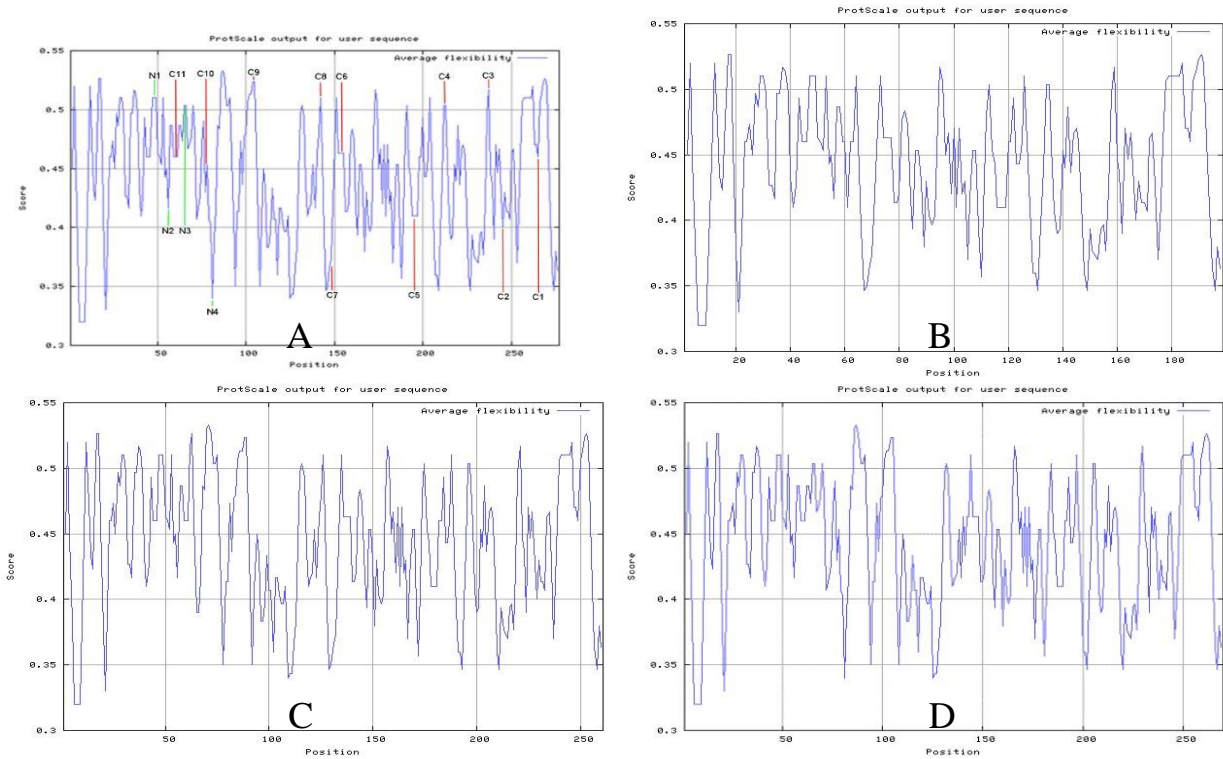 ProtScale output for user sequence
0.55
Average flexibility
N1 C11 C10 C9 C8 C6 C4 C3
0.5
0.45
Score
0.4
N2 N3
0.35
C7 C5 C2 C1
N4
0.3
50 100 150 200 250
Position
A
ProtScale output for user sequence
0.55
Average flexibility
0.5
0.45
Score
0.4
0.35
0.3
20 40 60 80 100 120 140 160 180
Position
B
ProtScale output for user sequence
0.55
Average flexibility
0.5
0.45
Score
0.4
0.35
0.3
50 100 150 200 250
Position
C
ProtScale output for user sequence
0.55
Average flexibility
0.5
0.45
Score
0.4
0.35
0.3
50 100 150 200 250
Position
D